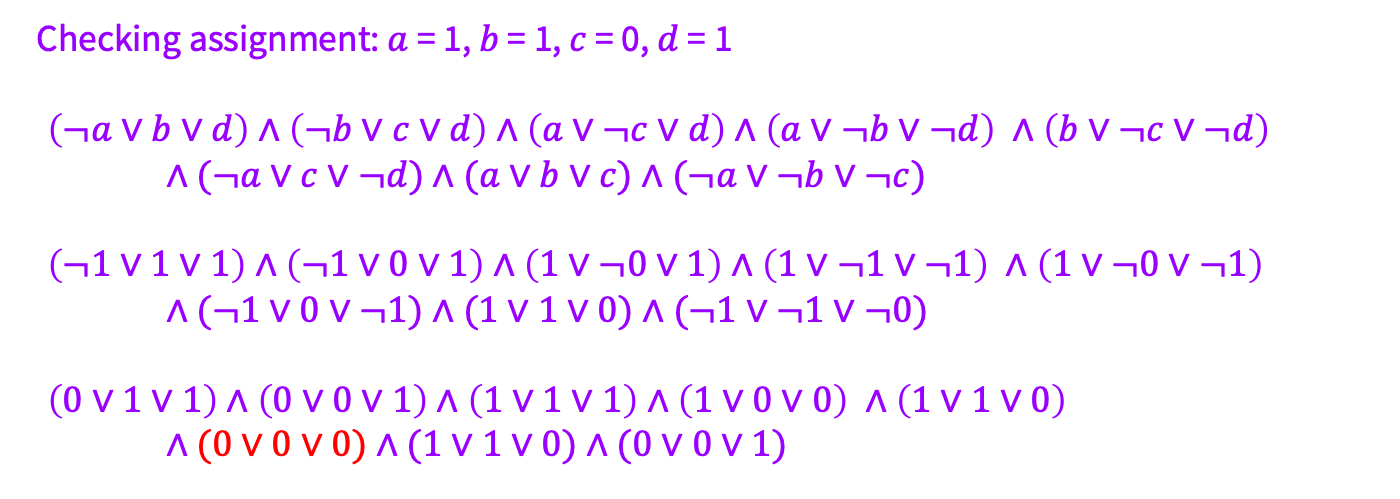 Checking assignment: a = 1, b = 1, c = 0, d = 1
(¬a ∨ b ∨ d) ∧ (¬b ∨ c ∨ d) ∧ (a ∨ ¬c ∨ d) ∧ (a ∨ ¬b ∨ ¬d) ∧ (b ∨ ¬c ∨ ¬d)
∧ (¬a ∨ c ∨ ¬d) ∧ (a ∨ b ∨ c) ∧ (¬a ∨ ¬b ∨ ¬c)
(¬1 ∨ 1 ∨ 1) ∧ (¬1 ∨ 0 ∨ 1) ∧ (1 ∨ ¬0 ∨ 1) ∧ (1 ∨ ¬1 ∨ ¬1) ∧ (1 ∨ ¬0 ∨ ¬1)
∧ (¬1 ∨ 0 ∨ ¬1) ∧ (1 ∨ 1 ∨ 0) ∧ (¬1 ∨ ¬1 ∨ ¬0)
(0 ∨ 1 ∨ 1) ∧ (0 ∨ 0 ∨ 1) ∧ (1 ∨ 1 ∨ 1) ∧ (1 ∨ 0 ∨ 0) ∧ (1 ∨ 1 ∨ 0)
∧ (0 ∨ 0 ∨ 0) ∧ (1 ∨ 1 ∨ 0) ∧ (0 ∨ 0 ∨ 1)